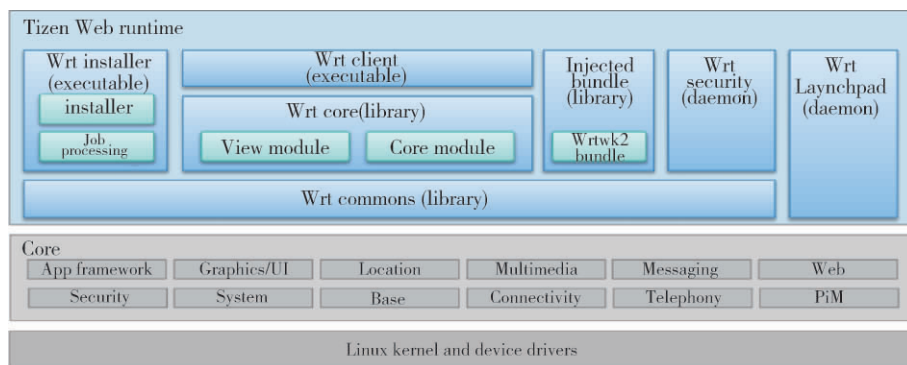 Tizen Web runtime
Wrt installer
(executable)
installer
Job
processing
Wrt client
(executable)
Wrt core(library)
View module
Core module
Injected
bundle
(library)
Wrtwk2
bundle
Wrt
security
(daemon)
Wrt
Laynchpad
(daemon)
Wrt commons (library)
Core
App framework
Graphics/UI
Location
Multimedia
Messaging
Web
Security
System
Base
Connectivity
Telephony
PiM
Linux kernel and device drivers